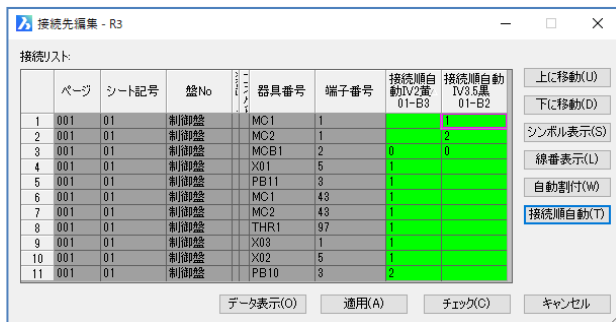 接続先編集 - R3
接続リスト:
ページ シート記号 盤No 器具番号 端子番号 接続順自動IV2黄 01-B3 接続順自動IV3.5黒 01-B2
1 001 01 制御盤 MC1 1 1
2 001 01 制御盤 MC2 1 2
3 001 01 制御盤 MCB1 2 0 0
4 001 01 制御盤 X01 5 1
5 001 01 制御盤 PB11 3 1
6 001 01 制御盤 MC1 43 1
7 001 01 制御盤 MC2 43 1
8 001 01 制御盤 THR1 97 1
9 001 01 制御盤 X03 1 1
10 001 01 制御盤 X02 5 1
11 001 01 制御盤 PB10 3 2
上に移動(U)
下に移動(D)
シンボル表示(S)
線番表示(L)
自動割付(W)
接続順自動(T)
データ表示(O) 適用(A) チェック(C) キャンセル